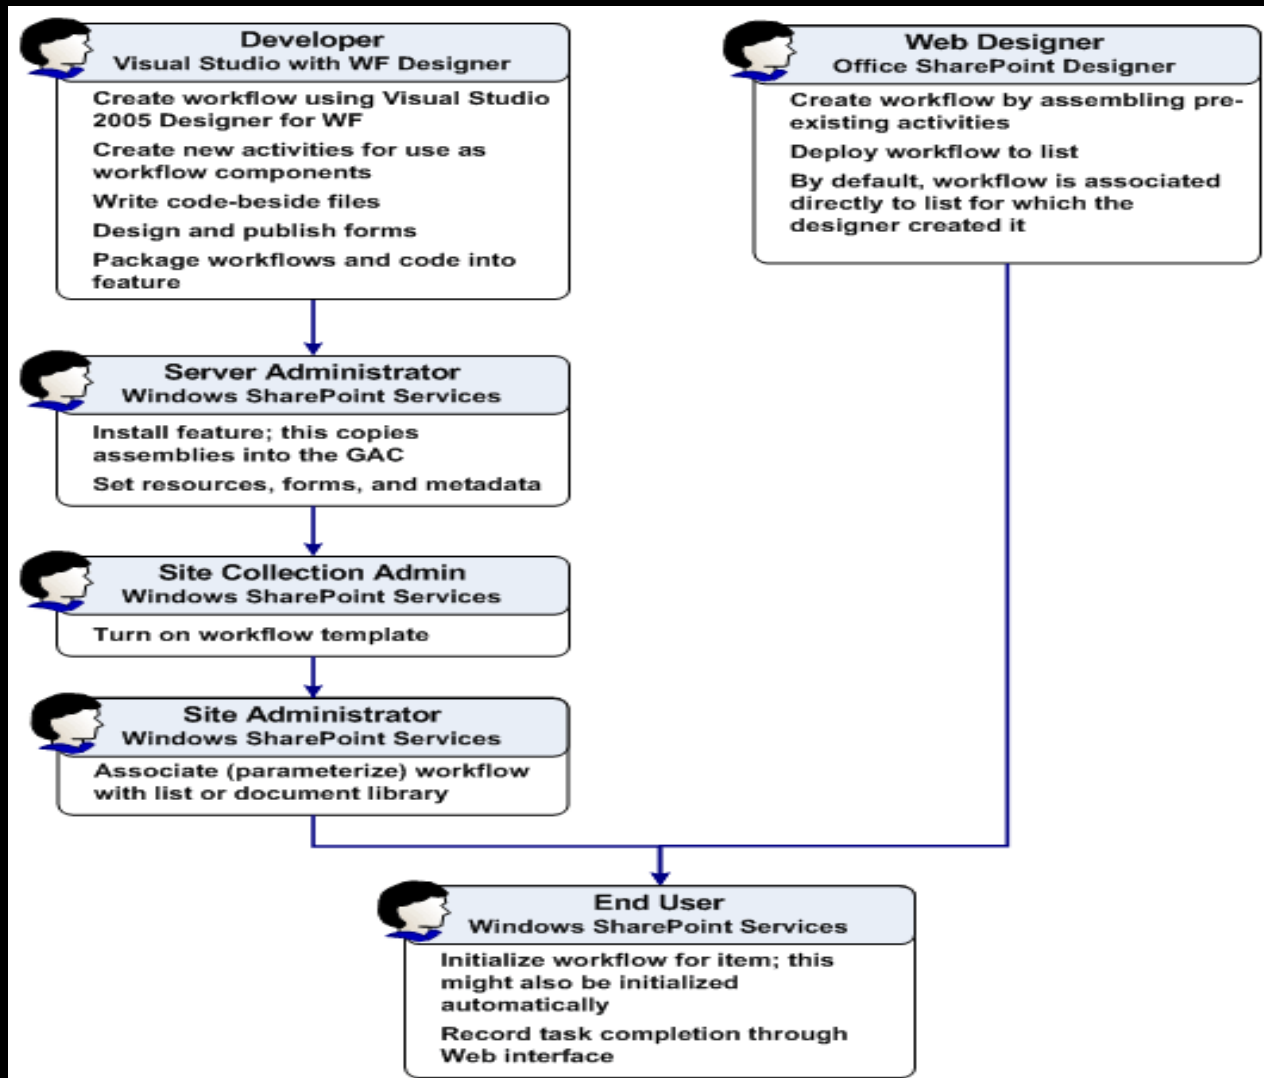 Developer
Visual Studio with WF Designer
Create workflow using Visual Studio
2005 Designer for WF
Create new activities for use as
workflow components
Write code-beside files
Design and publish forms
Package workflows and code into
feature
Web Designer
Office SharePoint Designer
Create workflow by assembling pre-
existing activities
Deploy workflow to list
By default, workflow is associated
directly to list for which the
designer created it
Server Administrator
Windows SharePoint Services
Install feature; this copies
assemblies into the GAC
Set resources, forms, and metadata
Site Collection Admin
Windows SharePoint Services
Turn on workflow template
Site Administrator
Windows SharePoint Services
Associate (parameterize) workflow
with list or document library
End User
Windows SharePoint Services
Initialize workflow for item; this
might also be initialized
automatically
Record task completion through
Web interface